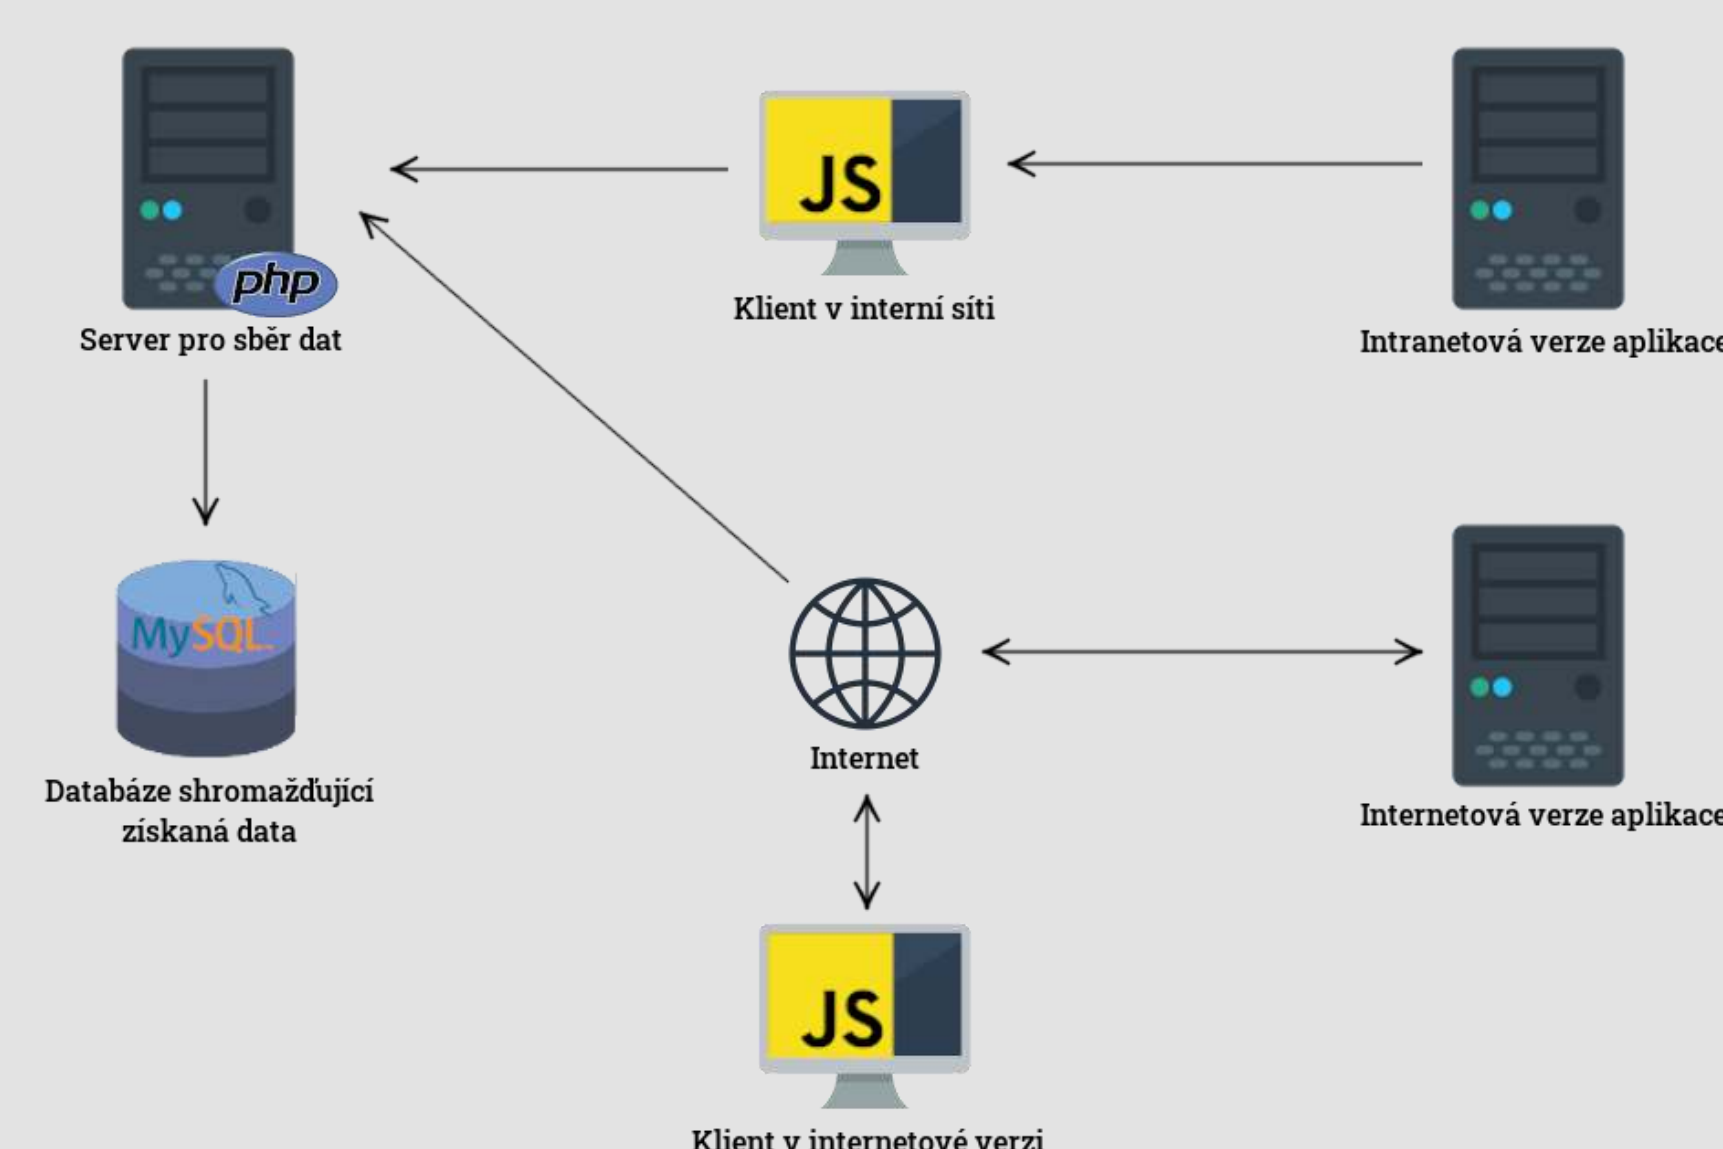 JS
php
Server pro sběr dat
Klient v interní síti
Intranetová verze aplikace
MySQL
Databáze shromažďující
získaná data
Internet
Internetová verze aplikace
JS
Klient v internetové verzi